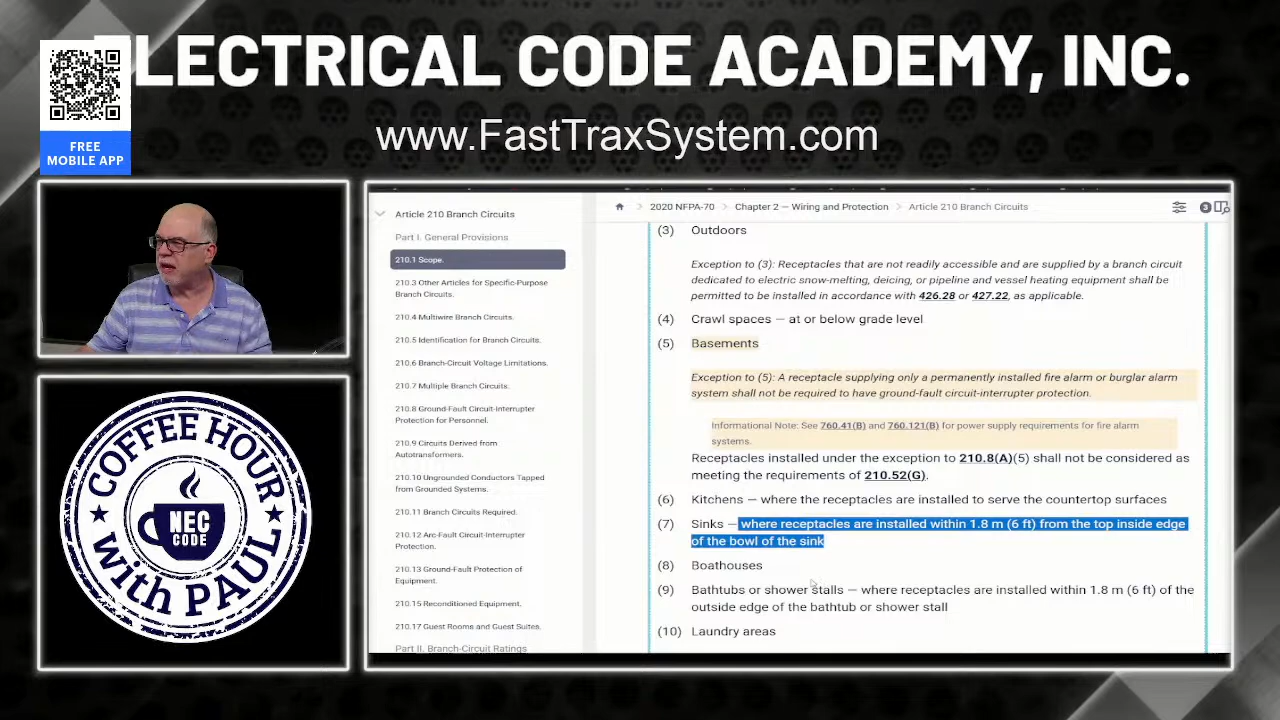 ELECTRICAL CODE ACADEMY, INC.
www.FastTraxSystem.com
FREE
MOBILE APP
COFFEE HOUR
NEC
CODE
with PAUL
Article 210 Branch Circuits
Part I. General Provisions
210.1 Scope.
210.3 Other Articles for Specific-Purpose
Branch Circuits.
210.4 Multiwire Branch Circuits.
210.5 Identification for Branch Circuits.
210.6 Branch-Circuit Voltage Limitations.
210.7 Multiple Branch Circuits.
210.8 Ground-Fault Circuit-Interrupter
Protection for Personnel.
210.9 Circuits Derived from
Autotransformers.
210.10 Ungrounded Conductors Tapped
from Grounded Systems.
210.11 Branch Circuits Required.
210.12 Arc-Fault Circuit-Interrupter
Protection.
210.13 Ground-Fault Protection of
Equipment.
210.15 Reconditioned Equipment.
210.17 Guest Rooms and Guest Suites.
Part II. Branch-Circuit Ratings
2020 NFPA-70 > Chapter 2 — Wiring and Protection > Article 210 Branch Circuits
3
(3) Outdoors
Exception to (3): Receptacles that are not readily accessible and are supplied by a branch circuit
dedicated to electric snow-melting, deicing, or pipeline and vessel heating equipment shall be
permitted to be installed in accordance with 426.28 or 427.22, as applicable.
(4) Crawl spaces — at or below grade level
(5) Basements
Exception to (5): A receptacle supplying only a permanently installed fire alarm or burglar alarm
system shall not be required to have ground-fault circuit-interrupter protection.
Informational Note: See 760.41(B) and 760.121(B) for power supply requirements for fire alarm
systems.
Receptacles installed under the exception to 210.8(A)(5) shall not be considered as
meeting the requirements of 210.52(G).
(6) Kitchens — where the receptacles are installed to serve the countertop surfaces
(7) Sinks — where receptacles are installed within 1.8 m (6 ft) from the top inside edge
of the bowl of the sink
(8) Boathouses
(9) Bathtubs or shower stalls — where receptacles are installed within 1.8 m (6 ft) of the
outside edge of the bathtub or shower stall
(10) Laundry areas